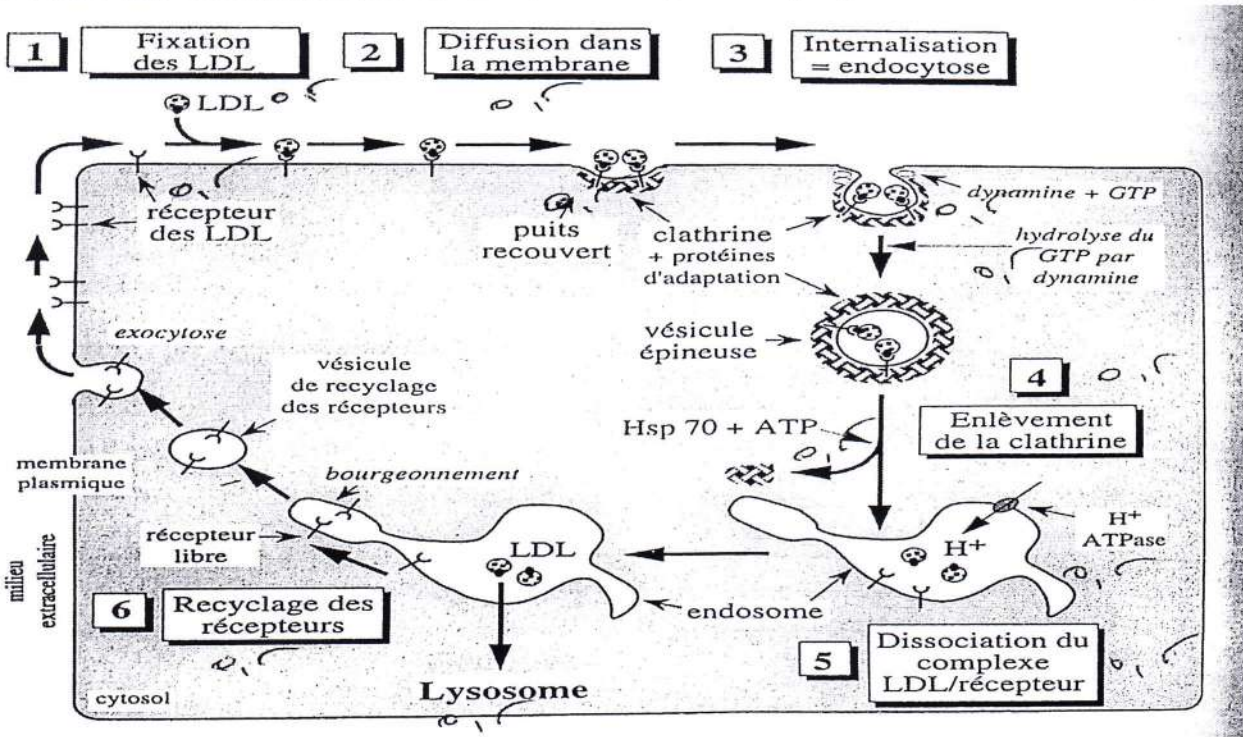 1
Fixation
des LDL
2
Diffusion dans
la membrane
3
Internalisation
= endocytose
LDL
récepteur
des LDL
puits
recouvert
clathrine
+ protéines
d'adaptation
dynamine + GTP
hydrolyse du
GTP par
dynamine
vésicule
épineuse
exocytose
vésicule
de recyclage
des récepteurs
4
Enlèvement
de la clathrine
Hsp 70 + ATP
membrane
plasmique
bourgeonnement
récepteur
libre
LDL
H+
H+
ATPase
endosome
milieu
extracellulaire
6
Recyclage des
récepteurs
5
Dissociation du
complexe
LDL/récepteur
Lysosome
cytosol